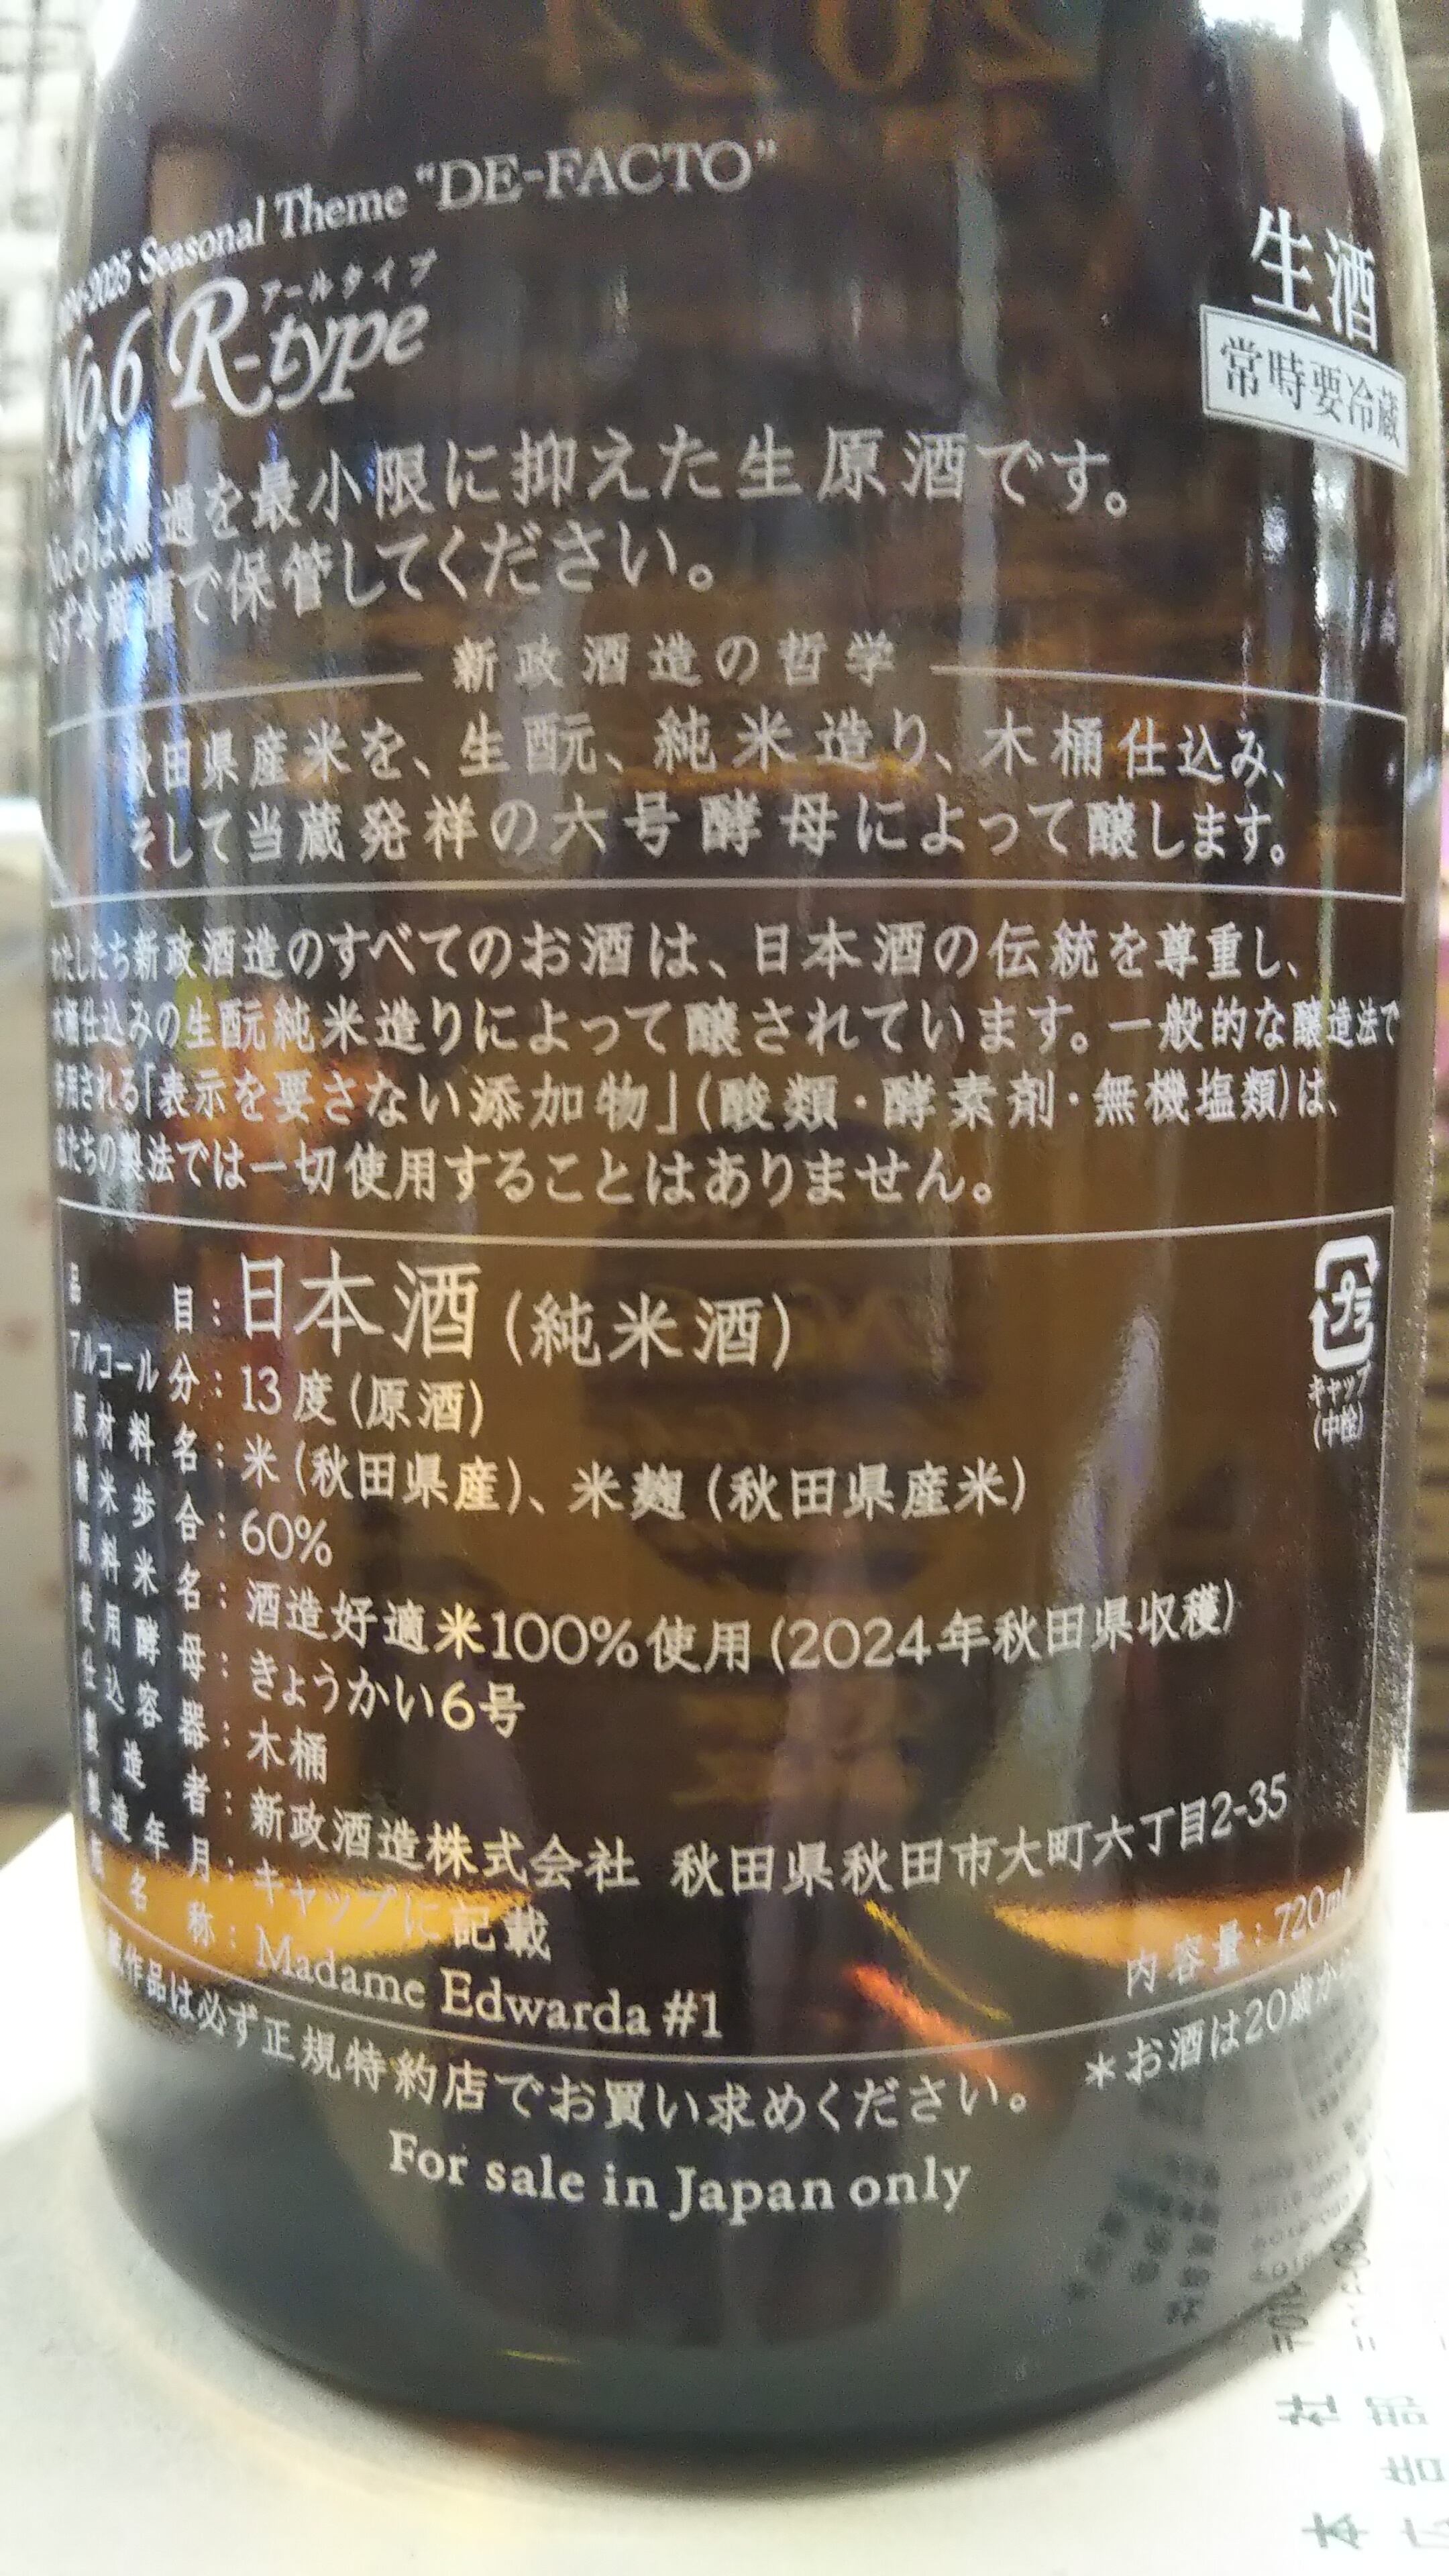 2025 Seasonal Theme "DE-FACTO"
生酒
アールタイプ
No.6 R-type
常時要冷蔵
No.6は 過を最小限に抑えた生原酒です。
で保管してください。
新政酒造の哲学
秋田県産米を、生酛、純米造り、木桶仕込み、
そして当蔵発祥の六号酵母によって醸します。
わたしたち新政酒造のすべてのお酒は、日本酒の伝統を尊重し、
木桶仕込みの生酛純米造りによって醸されています。一般的な醸造法で
用される「表示を要さない添加物」(酸類・酵素剤・無機塩類)は、
私たちの製法では一切使用することはありません。
品目:日本酒(純米酒)
アルコール分:13度(原酒)
原材料名:米(秋田県産)、米麹(秋田県産米)
精米歩合:60%
原料米名:酒造好適米100%使用(2024年秋田県収穫)
使用酵母:きょうかい6号
仕込容器:木桶
製造者:新政酒造株式会社 秋田県秋田市大町六丁目2-35
製造年月:キャップに記載
名称:Madame Edwarda #1
プラ
キャップ
(中栓)
内容量:720ml
作品は必ず正規特約店でお買い求めください。 *お酒は20歳から
For sale in Japan only
本社